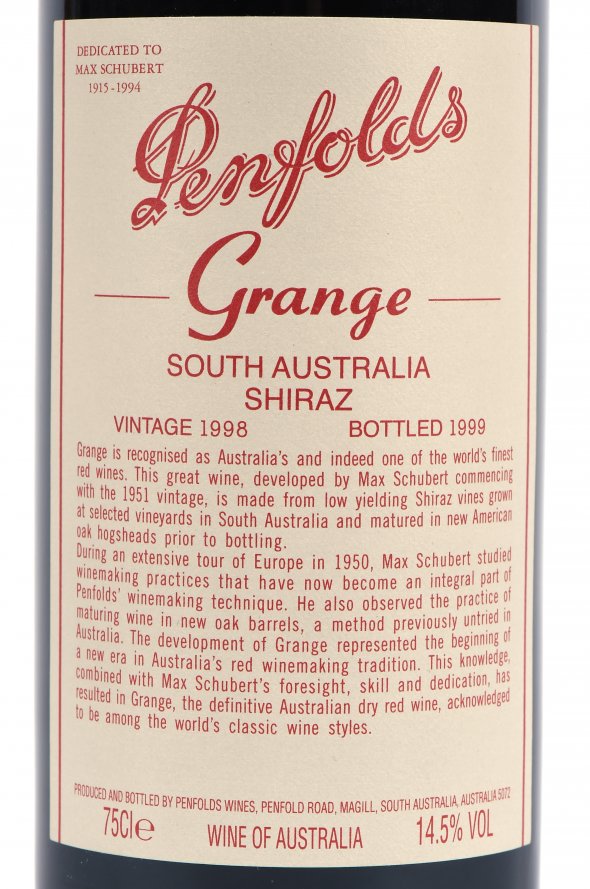 DEDICATED TO
MAX SCHUBERT
1915-1994
Penfolds
Grange
SOUTH AUSTRALIA
SHIRAZ
VINTAGE 1998 BOTTLED 1999
Grange is recognised as Australia's and indeed one of the world's finest
red wines. This great wine, developed by Max Schubert commencing
with the 1951 vintage, is made from low yielding Shiraz vines grown
at selected vineyards in South Australia and matured in new American
oak hogsheads prior to bottling.
During an extensive tour of Europe in 1950, Max Schubert studied
winemaking practices that have now become an integral part of
Penfolds' winemaking technique. He also observed the practice of
maturing wine in new oak barrels, a method previously untried in
Australia. The development of Grange represented the beginning of
a new era in Australia's red winemaking tradition. This knowledge,
combined with Max Schubert's foresight, skill and dedication, has
resulted in Grange, the definitive Australian dry red wine, acknowledged
to be among the world's classic wine styles.
PRODUCED AND BOTTLED BY PENFOLDS WINES, PENFOLD ROAD, MAGILL, SOUTH AUSTRALIA, AUSTRALIA 5072
75Cl℮ WINE OF AUSTRALIA 14.5% VOL